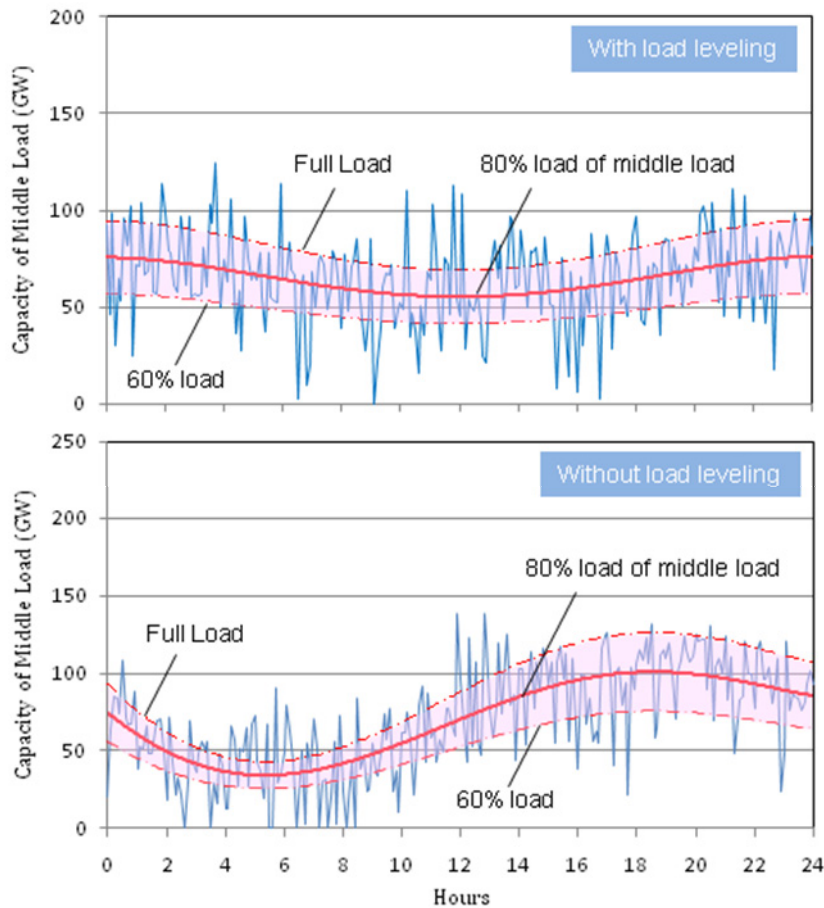 Capacity of Middle Load (GW)
200
150
100
50
0
With load leveling
Full Load
80% load of middle load
60% load
Capacity of Middle Load (GW)
250
200
150
100
50
0
Without load leveling
80% load of middle load
Full Load
60% load
0 2 4 6 8 10 12 14 16 18 20 22 24
Hours